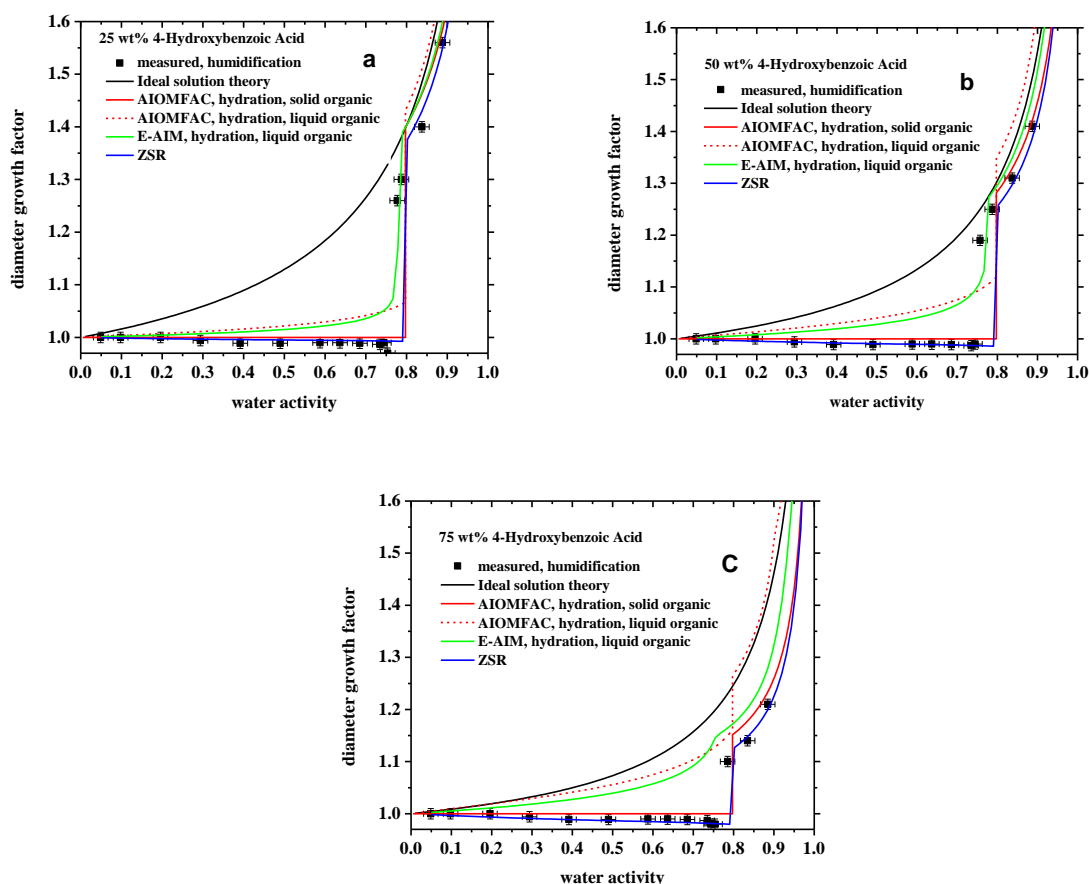 25 wt% 4-Hydroxybenzoic Acid
a
measured, humidification
Ideal solution theory
AIOMFAC, hydration, solid organic
AIOMFAC, hydration, liquid organic
E-AIM, hydration, liquid organic
ZSR
diameter growth factor
1.6
1.5
1.4
1.3
1.2
1.1
1.0
0.0 0.1 0.2 0.3 0.4 0.5 0.6 0.7 0.8 0.9 1.0
water activity
50 wt% 4-Hydroxybenzoic Acid
b
measured, humidification
Ideal solution theory
AIOMFAC, hydration, solid organic
AIOMFAC, hydration, liquid organic
E-AIM, hydration, liquid organic
ZSR
diameter growth factor
1.6
1.5
1.4
1.3
1.2
1.1
1.0
0.0 0.1 0.2 0.3 0.4 0.5 0.6 0.7 0.8 0.9 1.0
water activity
75 wt% 4-Hydroxybenzoic Acid
C
measured, humidification
Ideal solution theory
AIOMFAC, hydration, solid organic
AIOMFAC, hydration, liquid organic
E-AIM, hydration, liquid organic
ZSR
diameter growth factor
1.6
1.5
1.4
1.3
1.2
1.1
1.0
0.0 0.1 0.2 0.3 0.4 0.5 0.6 0.7 0.8 0.9 1.0
water activity